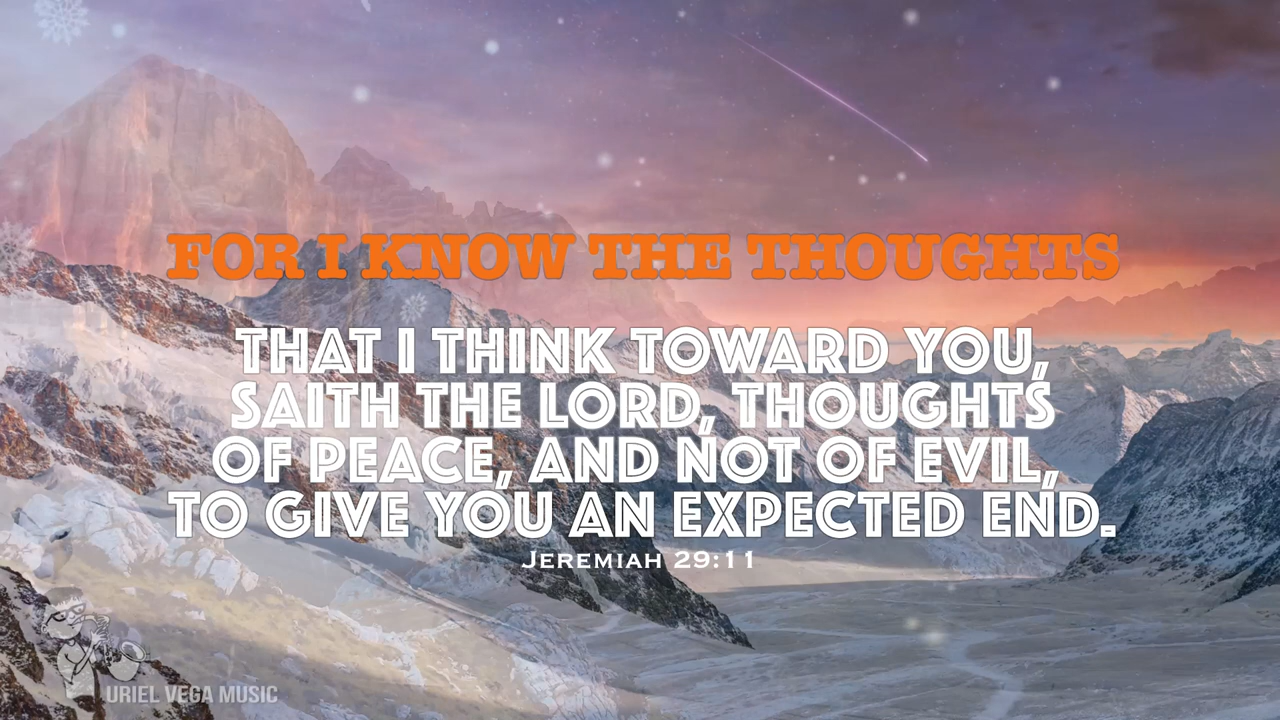 FOR I KNOW THE THOUGHTS
THAT I THINK TOWARD YOU,
SAITH THE LORD, THOUGHTS
OF PEACE, AND NOT OF EVIL,
TO GIVE YOU AN EXPECTED END.
JEREMIAH 29:11
URIEL VEGA MUSIC